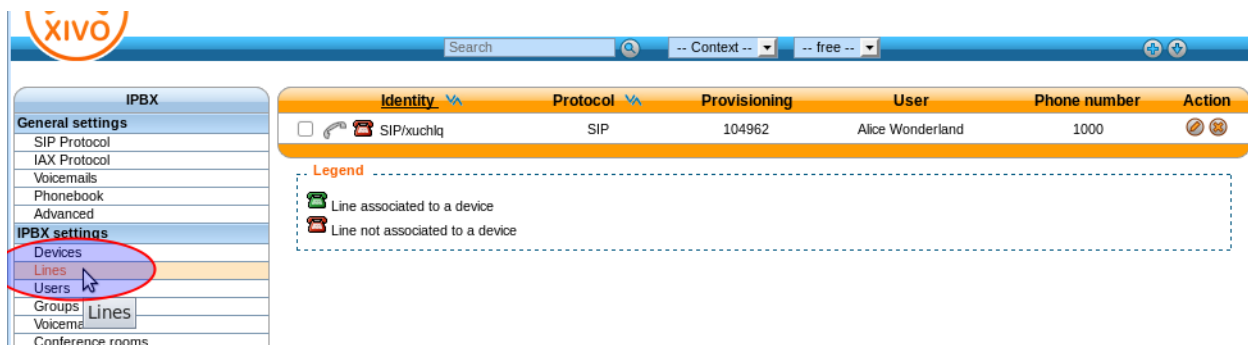 XIVO
Search
-- Context --
-- free --
IPBX
General settings
SIP Protocol
IAX Protocol
Voicemails
Phonebook
Advanced
IPBX settings
Devices
Lines
Users
Groups
Lines
Conference rooms
Identity Protocol Provisioning User Phone number Action
SIP/xuchlq SIP 104962 Alice Wonderland 1000
Legend
Line associated to a device
Line not associated to a device